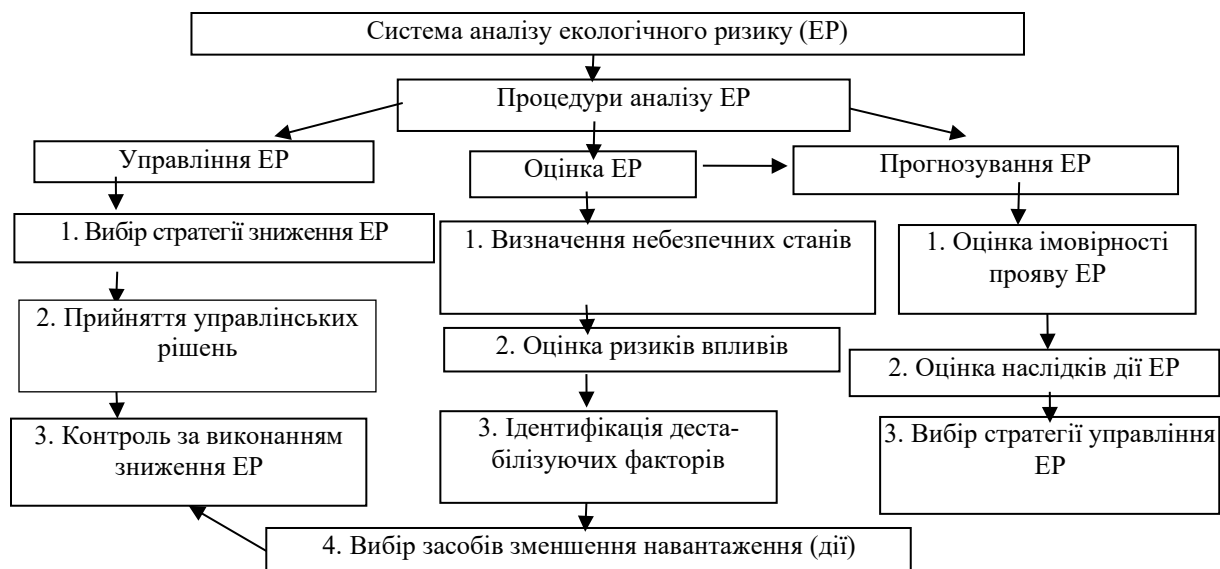 Система аналізу екологічного ризику (ЕР)
Процедури аналізу ЕР
Управління ЕР
Оцінка ЕР
Прогнозування ЕР
1. Вибір стратегії зниження ЕР
2. Прийняття управлінських
рішень
3. Контроль за виконанням
зниження ЕР
1. Визначення небезпечних станів
2. Оцінка ризиків впливів
3. Ідентифікація деста-
білізуючих факторів
4. Вибір засобів зменшення навантаження (дії)
1. Оцінка імовірності
прояву ЕР
2. Оцінка наслідків дії ЕР
3. Вибір стратегії управління
ЕР